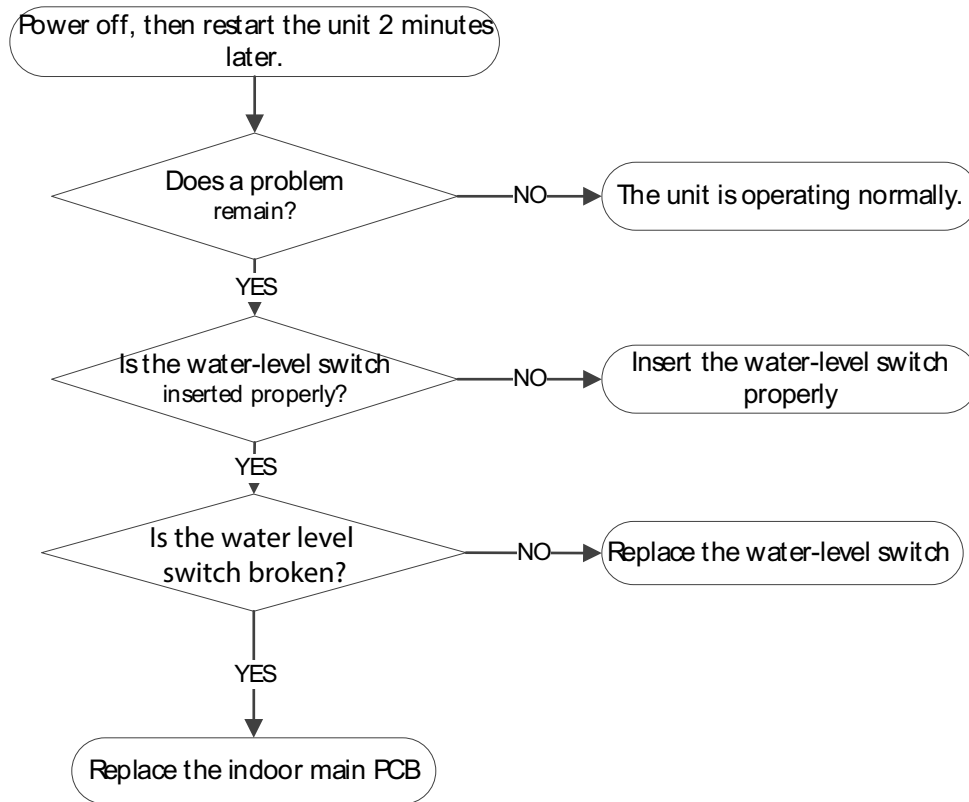 Power off, then restart the unit 2 minutes
later.
Does a problem
remain?
NO
The unit is operating normally.
YES
Is the water-level switch
inserted properly?
NO
Insert the water-level switch
properly
YES
Is the water level
switch broken?
NO
Replace the water-level switch
YES
Replace the indoor main PCB